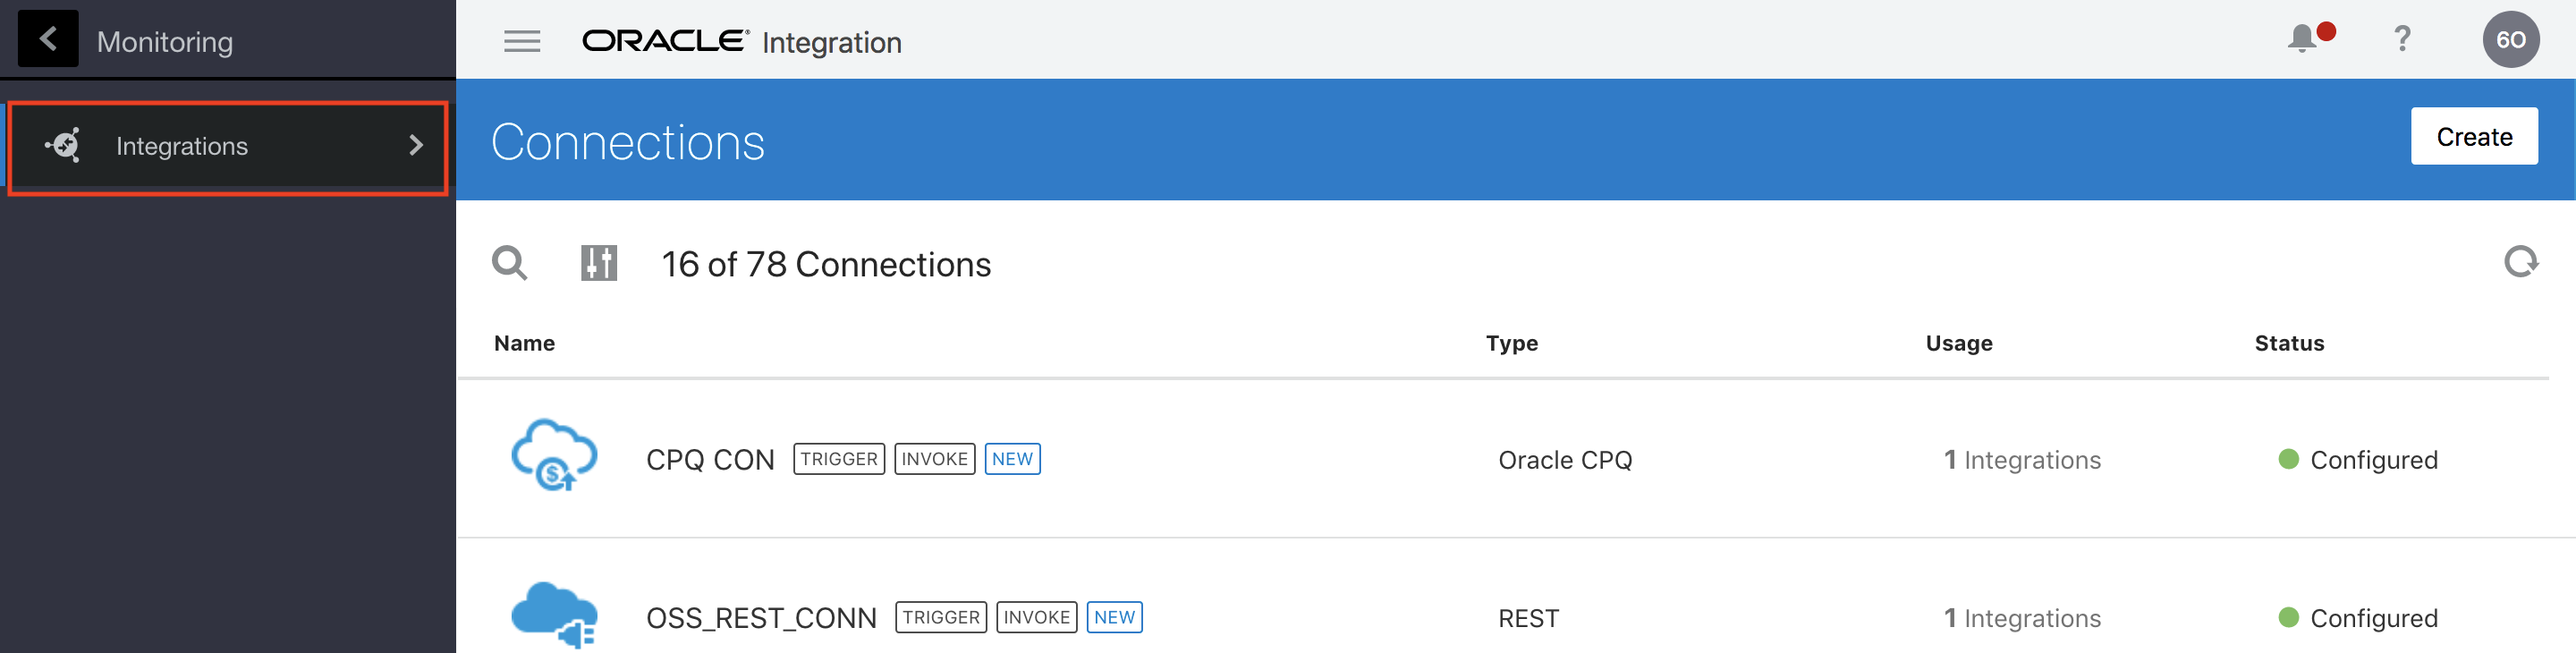 Monitoring
Integrations
ORACLE® Integration
?
60
Connections
Create
16 of 78 Connections
Name Type Usage Status
CPQ CON TRIGGER INVOKE NEW Oracle CPQ 1 Integrations Configured
OSS_REST_CONN TRIGGER INVOKE NEW REST 1 Integrations Configured